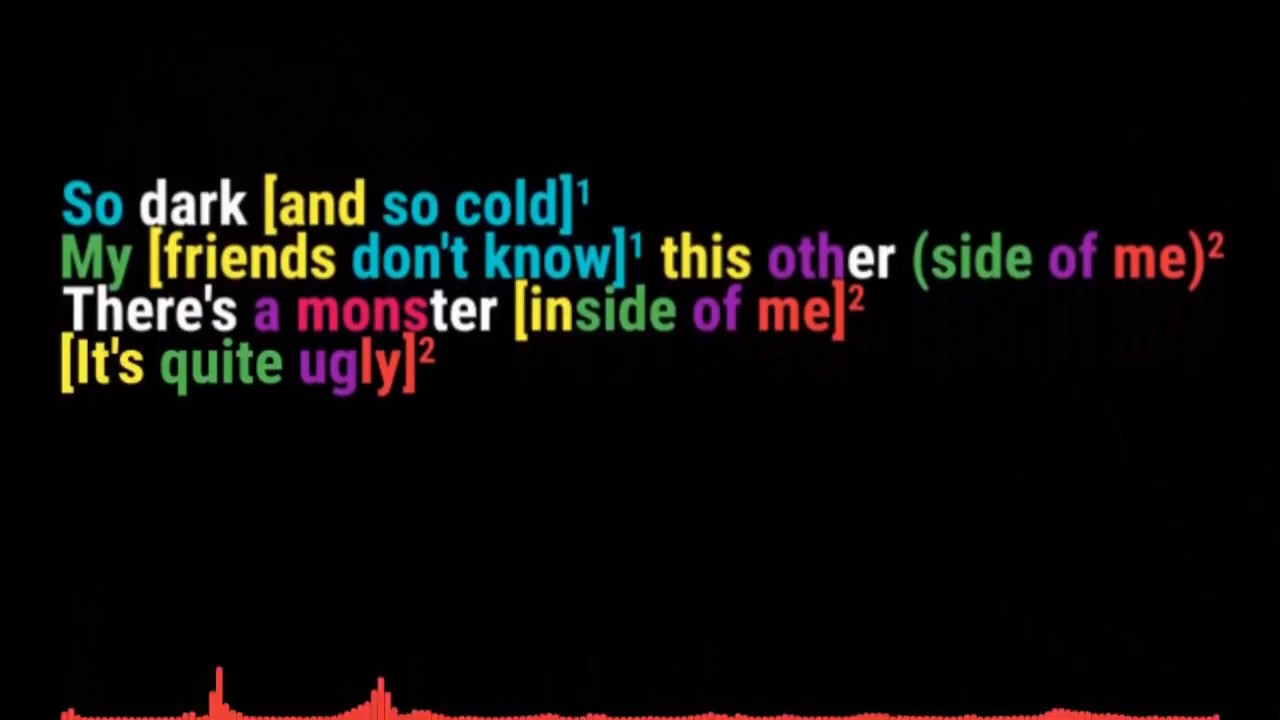 So dark [and so cold]¹
My [friends don't know]¹ this other (side of me)²
There's a monster [inside of me]²
[It's quite ugly]²